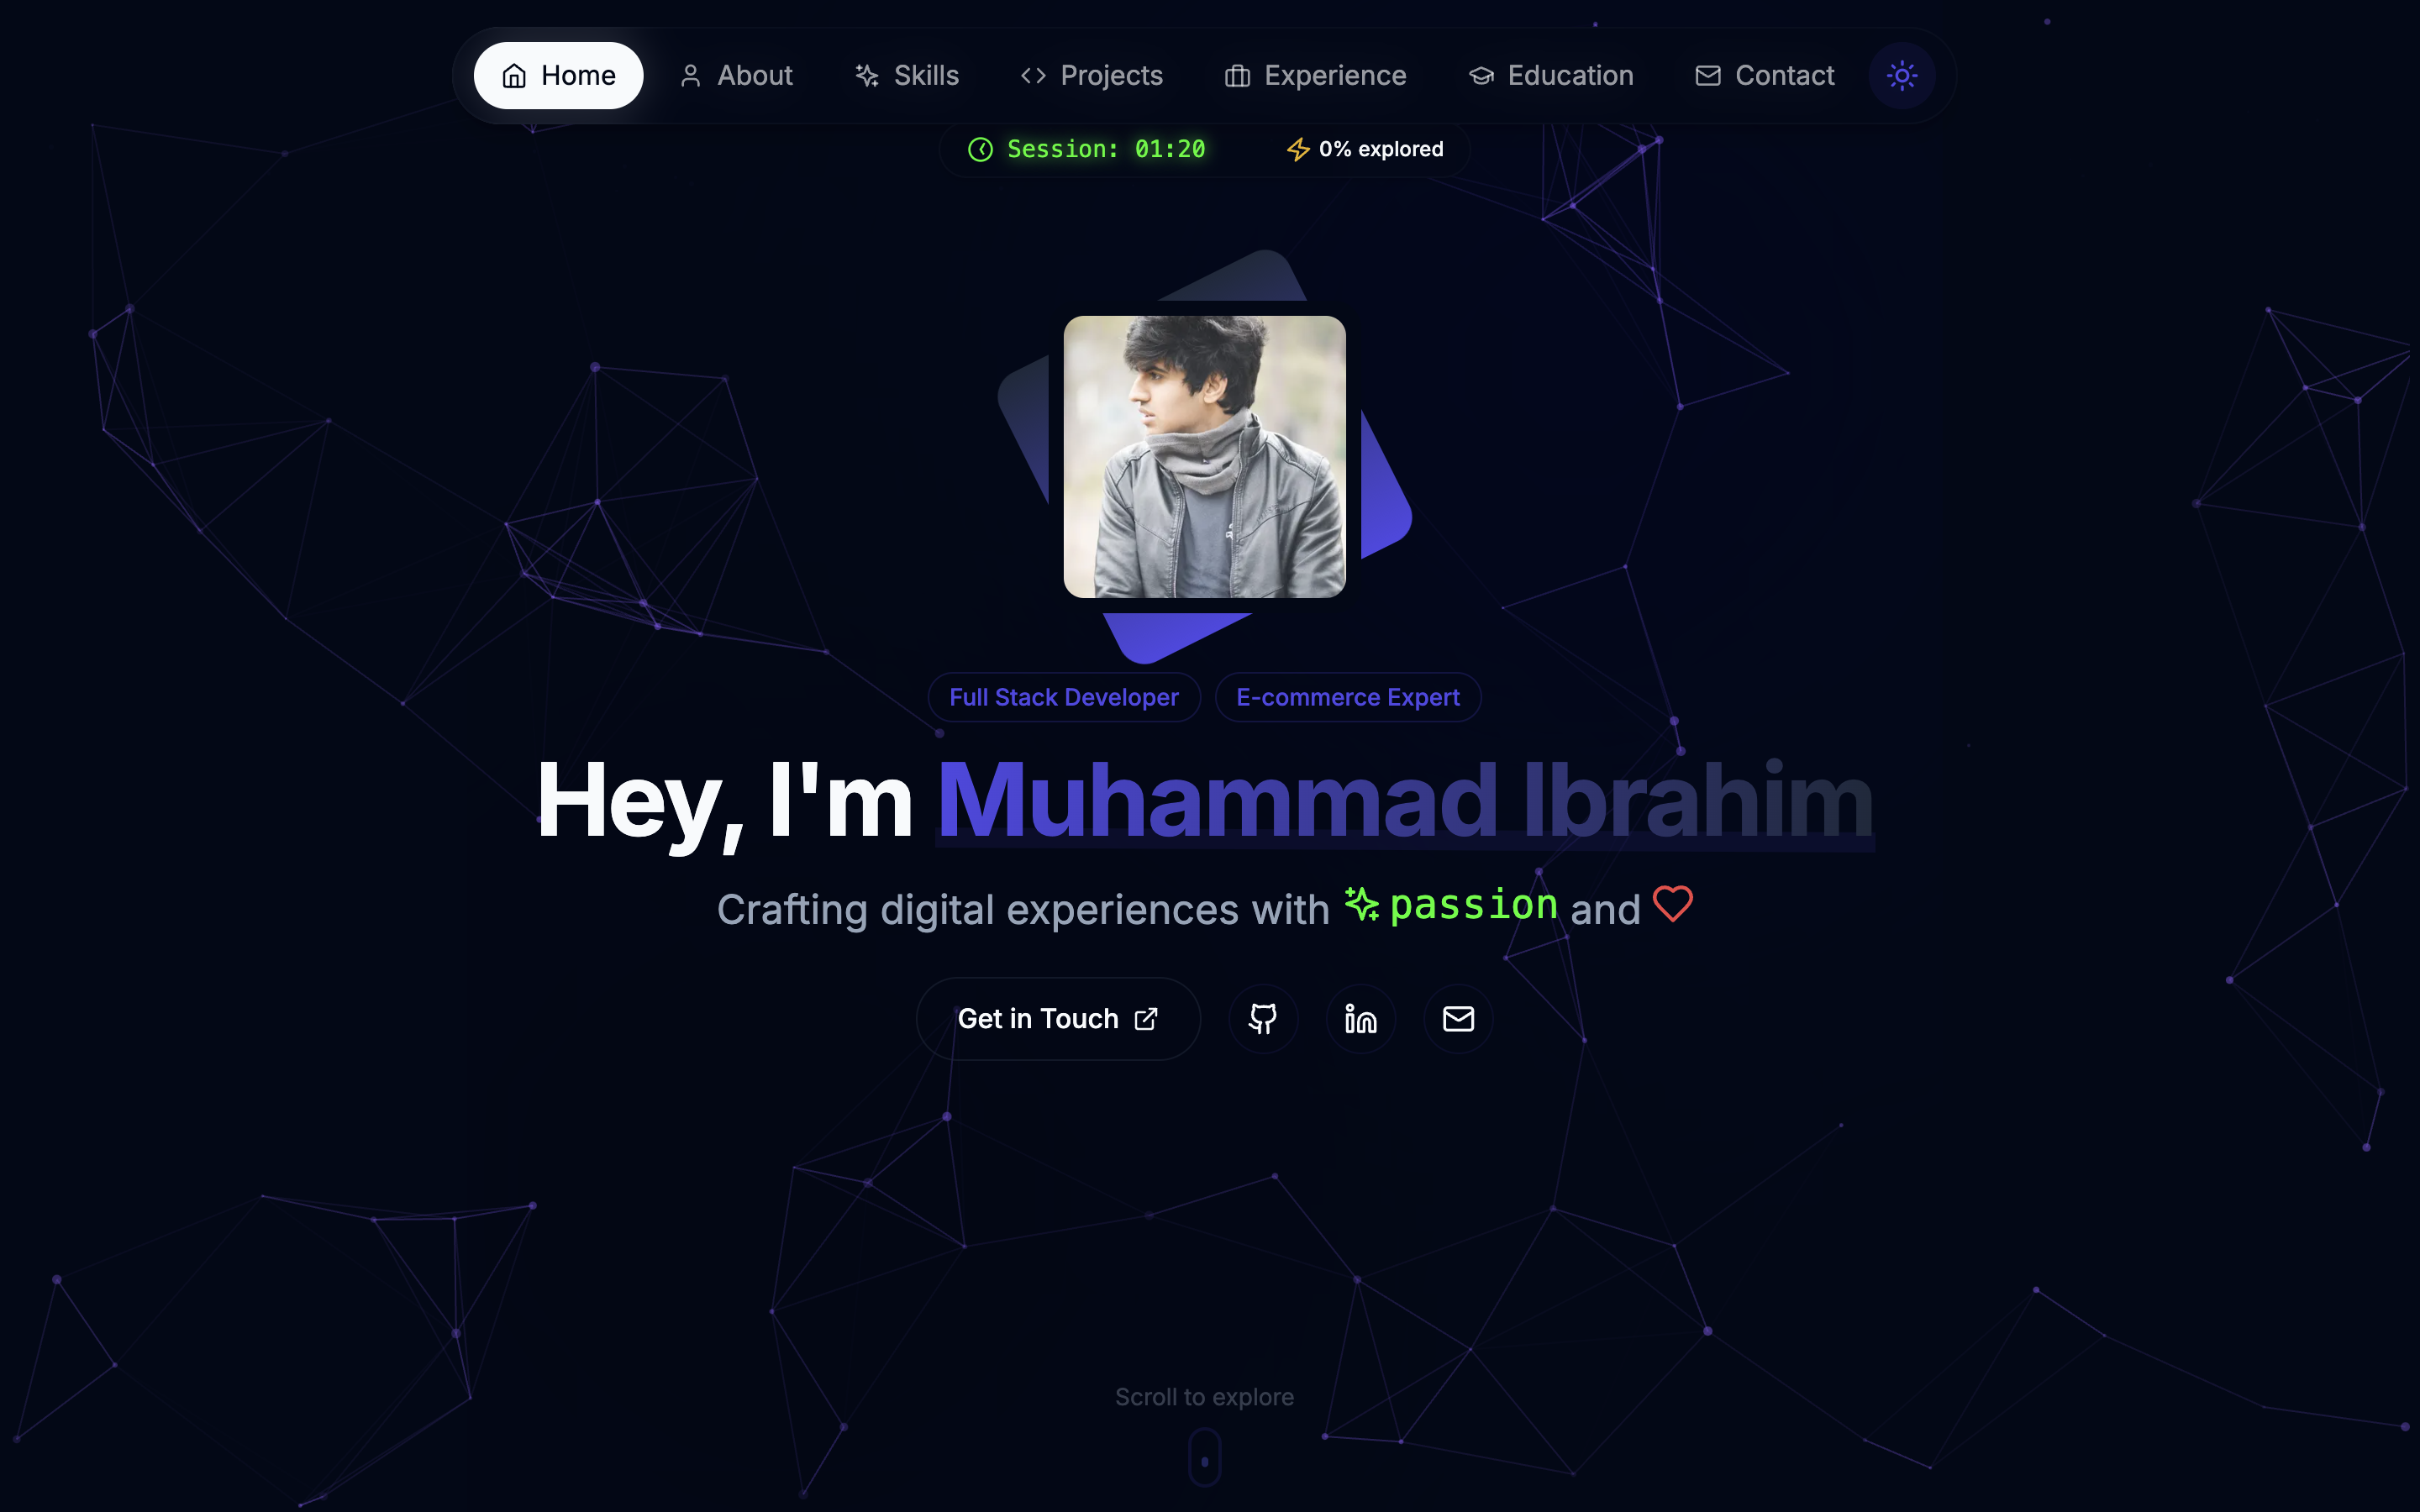 Home About Skills Projects Experience Education Contact
Session: 01:20 0% explored
Full Stack Developer E-commerce Expert
Hey, I'm Muhammad Ibrahim
Crafting digital experiences with passion and
Get in Touch
Scroll to explore